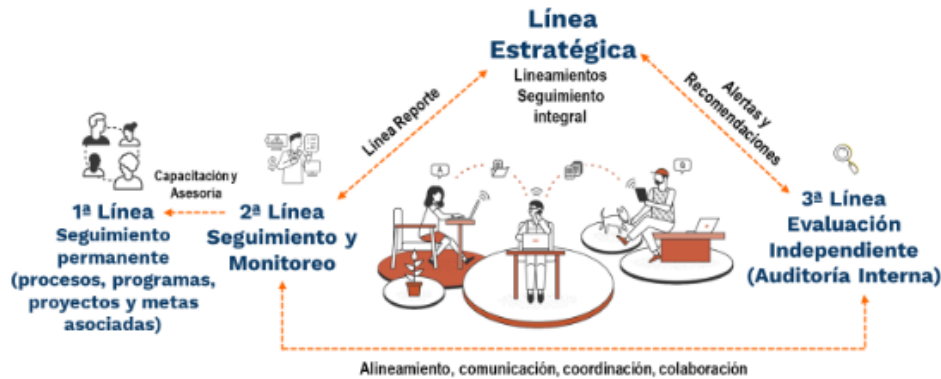 Línea
Estratégica
Lineamientos
Seguimiento
integral
Línea Reporte
Alertas y
Recomendaciones
Capacitación y
Asesoría
1ª Línea
Seguimiento
permanente
(procesos, programas,
proyectos y metas
asociadas)
2ª Línea
Seguimiento y
Monitoreo
3ª Línea
Evaluación
Independiente
(Auditoría Interna)
Alineamiento, comunicación, coordinación, colaboración